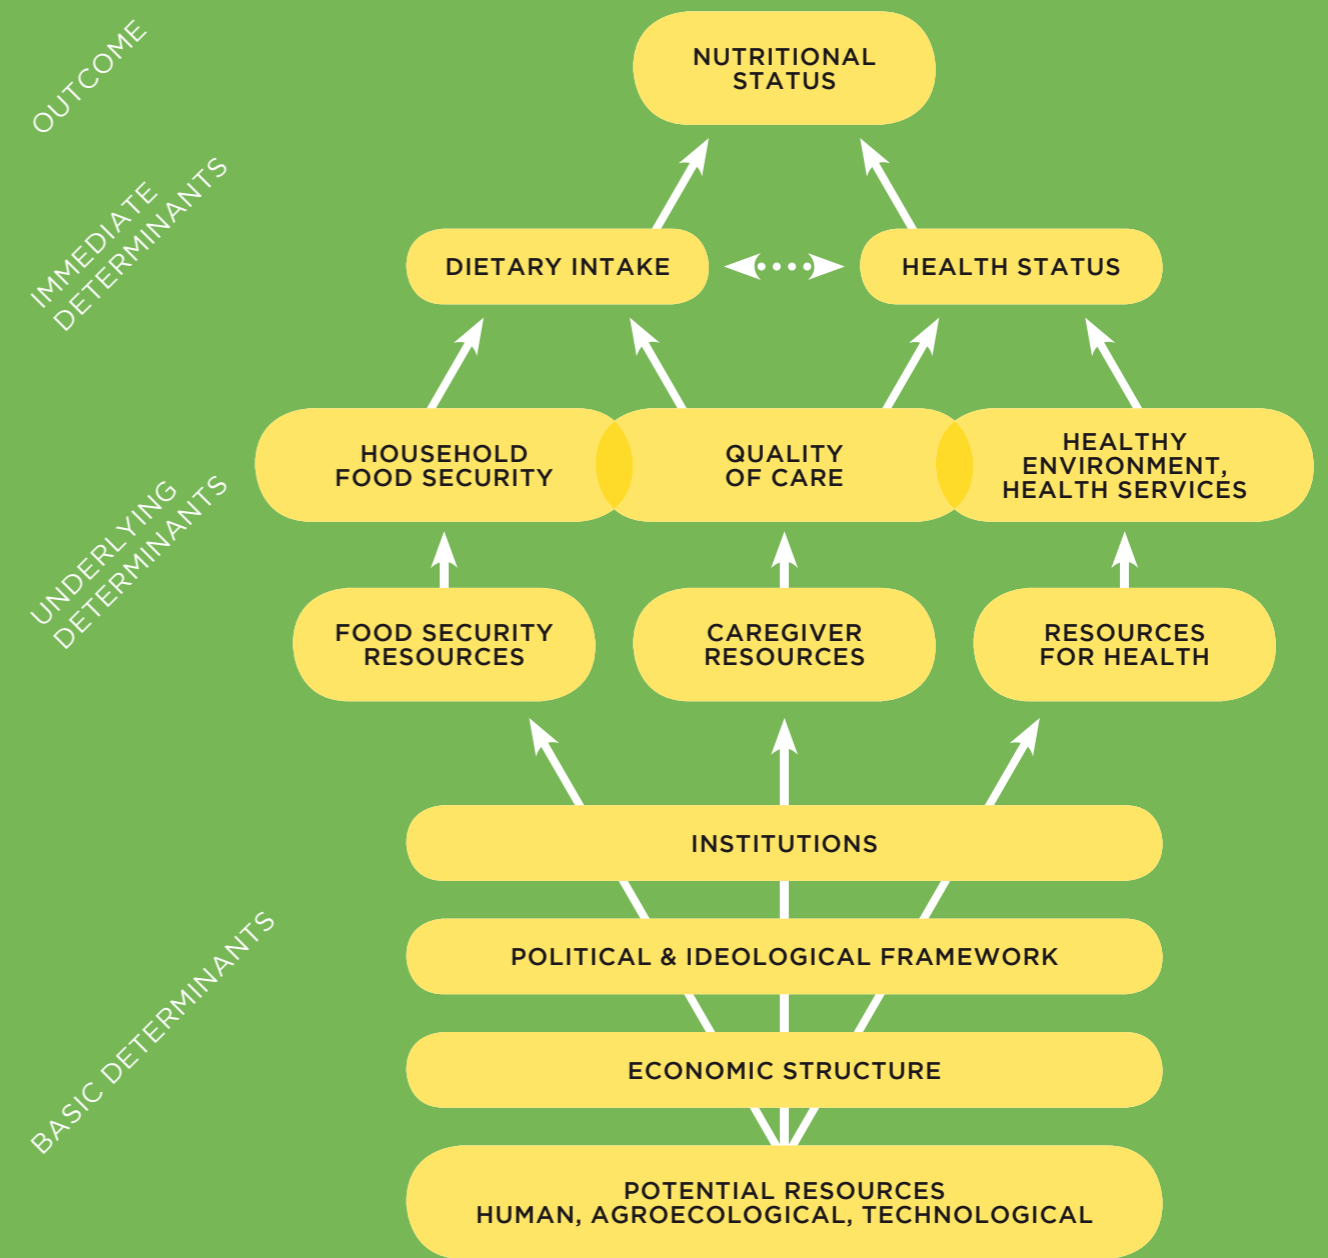 OUTCOME
NUTRITIONAL
STATUS
IMMEDIATE
DETERMINANTS
DIETARY INTAKE
HEALTH STATUS
UNDERLYING
DETERMINANTS
HOUSEHOLD
FOOD SECURITY
QUALITY
OF CARE
HEALTHY
ENVIRONMENT,
HEALTH SERVICES
FOOD SECURITY
RESOURCES
CAREGIVER
RESOURCES
RESOURCES
FOR HEALTH
BASIC DETERMINANTS
INSTITUTIONS
POLITICAL & IDEOLOGICAL FRAMEWORK
ECONOMIC STRUCTURE
POTENTIAL RESOURCES
HUMAN, AGROECOLOGICAL, TECHNOLOGICAL